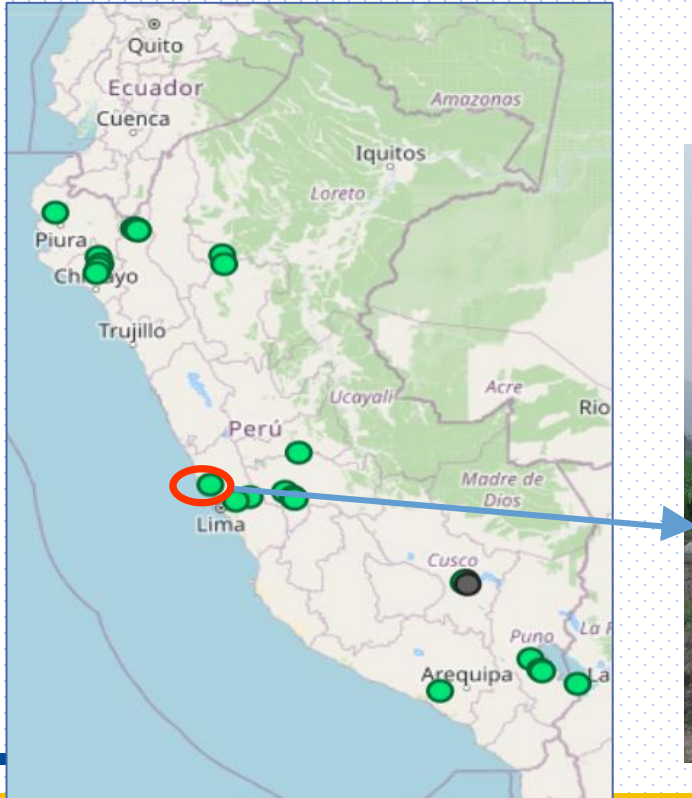 Quito
Ecuador
Cuenca
Amazonas
Iquitos
Loreto
Piura
Trujillo
Ucayali
Acre
Rio
Perú
Madre de
Dios
Lima
Cusco
Puno
La
Arequipa
La